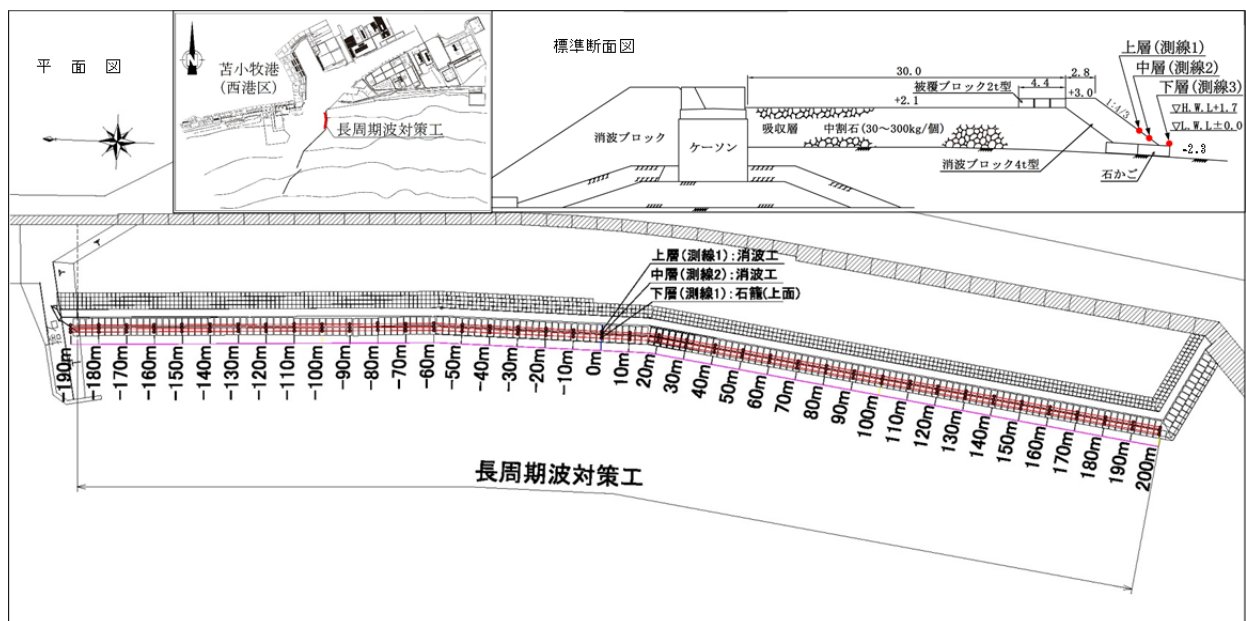 平 面 図
N
苫小牧港
(西港区)
長周期波対策工
標準断面図
上層(測線1)
中層(測線2)
下層(測線3)
30.0
2.8
4.4
被覆ブロック2t型
+3.0
+2.1
1:4/3
▽H.W.L+1.7
▽L.W.L±0.0
消波ブロック
ケーソン
吸収層 中割石(30～300kg/個)
消波ブロック4t型
-2.3
石かご
上層(測線1):消波工
中層(測線2):消波工
下層(測線1):石籠(上面)
-190m
-180m
-170m
-160m
-150m
-140m
-130m
-120m
-110m
-100m
-90m
-80m
-70m
-60m
-50m
-40m
-30m
-20m
-10m
0m
10m
20m
30m
40m
50m
60m
70m
80m
90m
100m
110m
120m
130m
140m
150m
160m
170m
180m
190m
200m
長周期波対策工